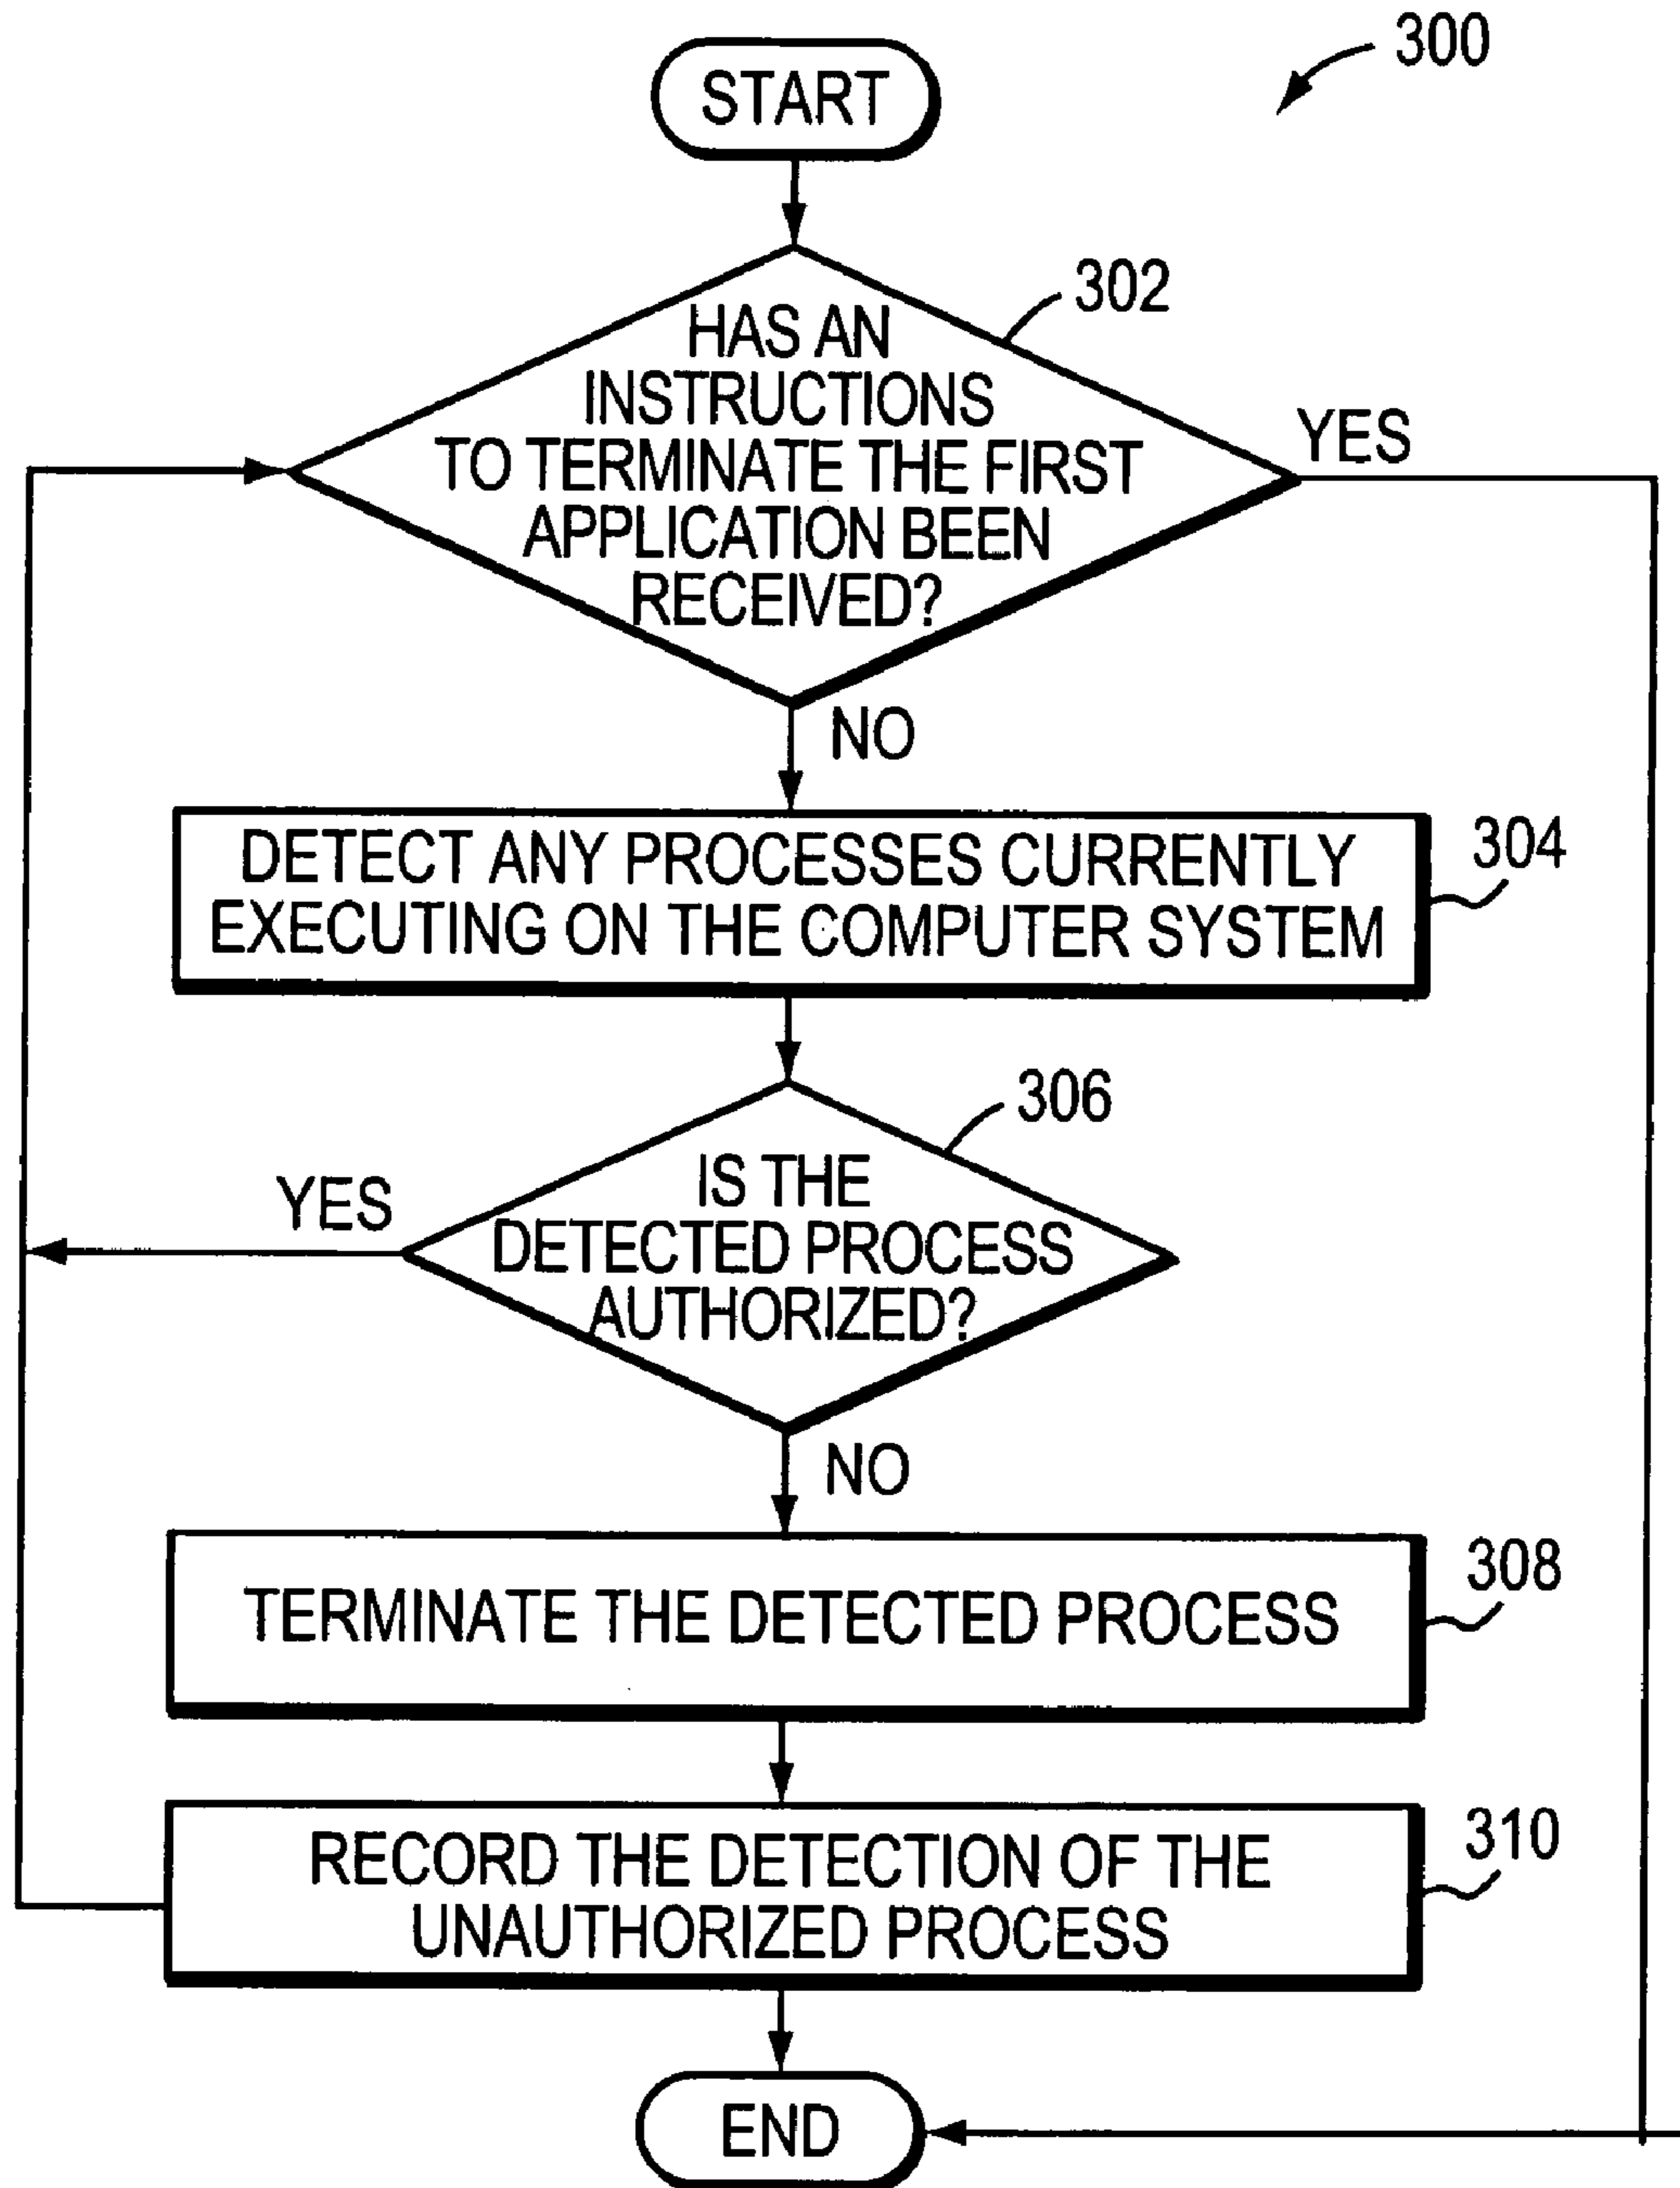 300
START
302
HAS AN
INSTRUCTIONS
TO TERMINATE THE FIRST
APPLICATION BEEN
RECEIVED?
YES
NO
DETECT ANY PROCESSES CURRENTLY
EXECUTING ON THE COMPUTER SYSTEM
304
306
IS THE
DETECTED PROCESS
AUTHORIZED?
YES
NO
TERMINATE THE DETECTED PROCESS
308
RECORD THE DETECTION OF THE
UNAUTHORIZED PROCESS
310
END